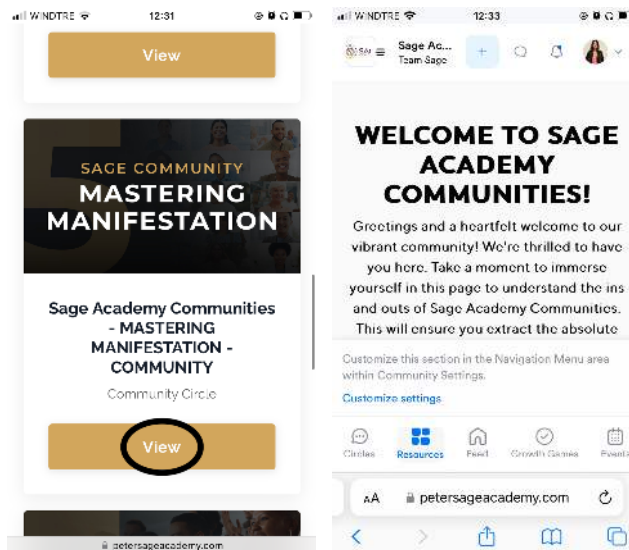 WINDTRE 12:31
View
SAGE COMMUNITY
MASTERING
MANIFESTATION
Sage Academy Communities
- MASTERING
MANIFESTATION -
COMMUNITY
Community Circle
View
petersageacademy.com
WINDTRE 12:33
Sage Ac...
Team Sage
WELCOME TO SAGE
ACADEMY
COMMUNITIES!
Greetings and a heartfelt welcome to our
vibrant community! We're thrilled to have
you here. Take a moment to immerse
yourself in this page to understand the ins
and outs of Sage Academy Communities.
This will ensure you extract the absolute
Customize this section in the Navigation Menu area
within Community Settings.
Customize settings
Circles Resources Feed Growth Games Events
AA petersageacademy.com